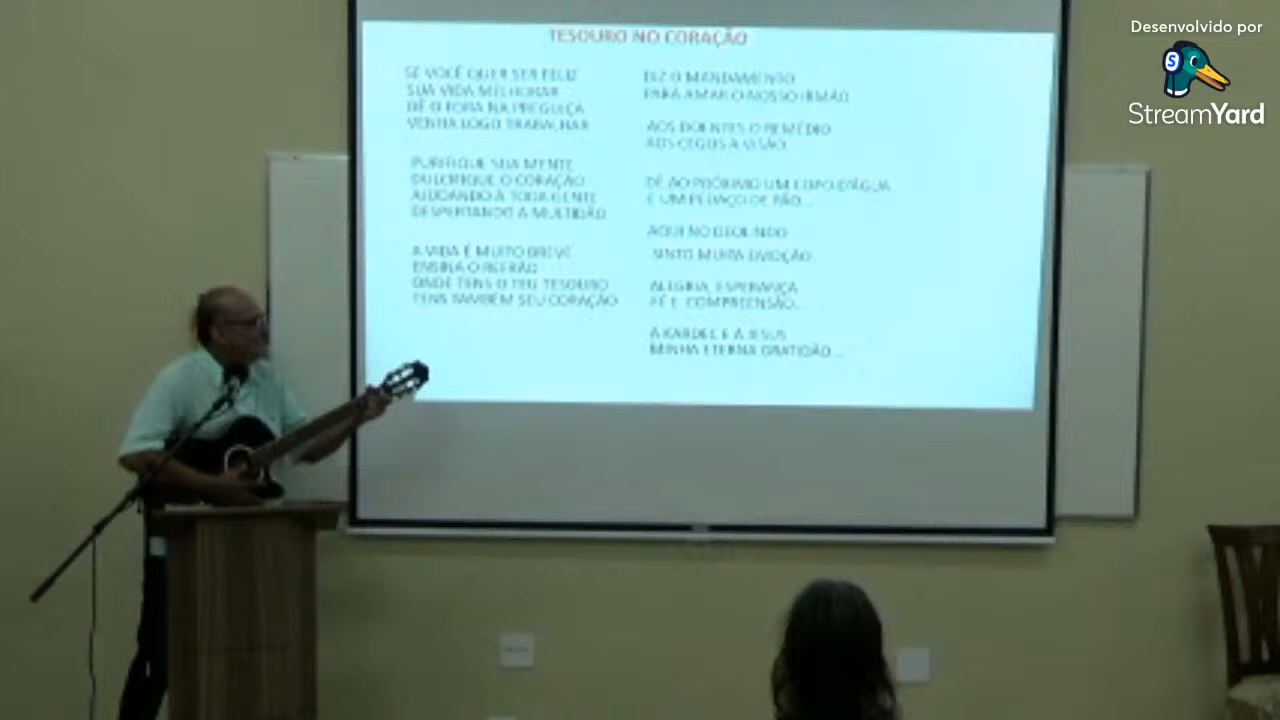 TESOURO NO CORAÇÃO
SE VOCÊ QUER SER FELIZ
SUA VIDA MELHORAR
DÊ O FORA NA PREGUIÇA
VENHA LOGO TRABALHAR
PURIFIQUE SUA MENTE
DULCIFIQUE O CORAÇÃO
AJUDANDO A TODA GENTE
DESPERTANDO A MULTIDÃO
A VIDA É MUITO BREVE
ENSINA O REFRÃO
ONDE TENS O TEU TESOURO
TENS TAMBÉM SEU CORAÇÃO
DIZ O MANDAMENTO
PARA AMAR O NOSSO IRMÃO
AOS DOENTES O REMÉDIO
AOS CEGOS A VISÃO
DÊ AO PRÓXIMO UM COPO D'ÁGUA
E UM PEDAÇO DE PÃO...
AQUI NO
SINTO MUITA EMOÇÃO
ALEGRIA, ESPERANÇA
FÉ E COMPREENSÃO...
A KARDEC E A JESUS
MINHA ETERNA GRATIDÃO...
Desenvolvido por
StreamYard